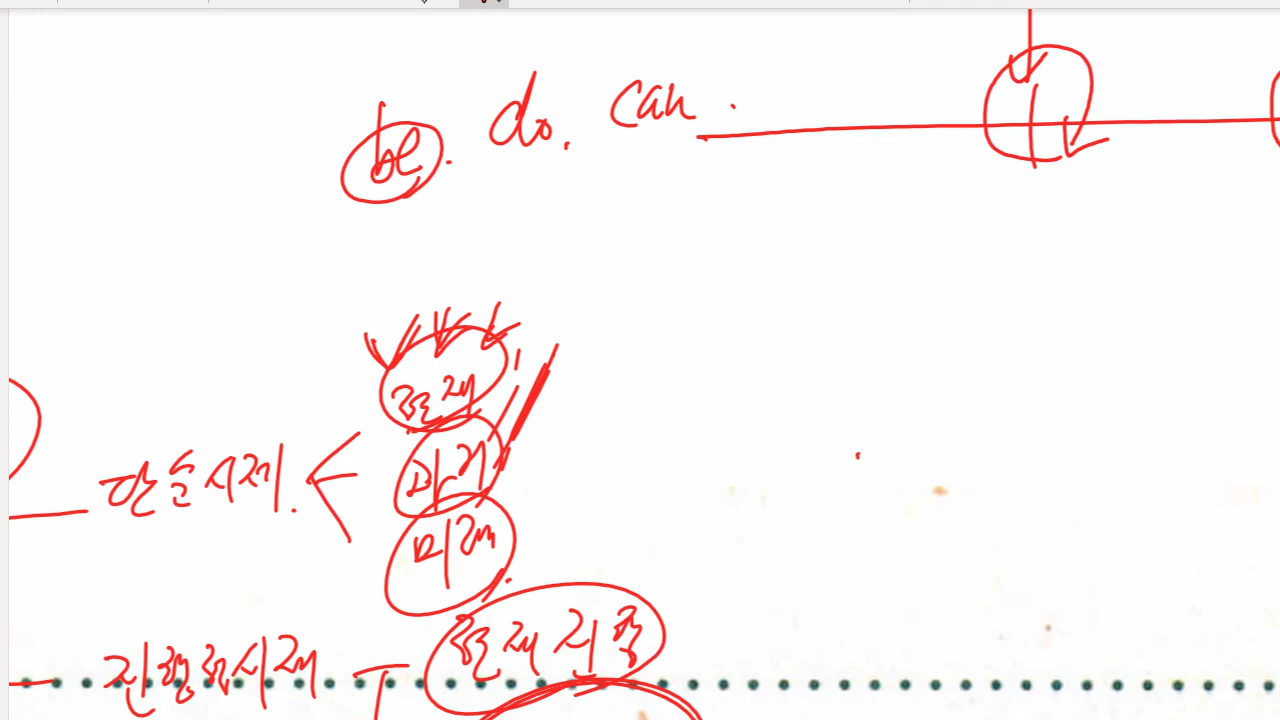 be. do. can.
현재
과거
단순시제.
미래
현재 진행
진행형시제